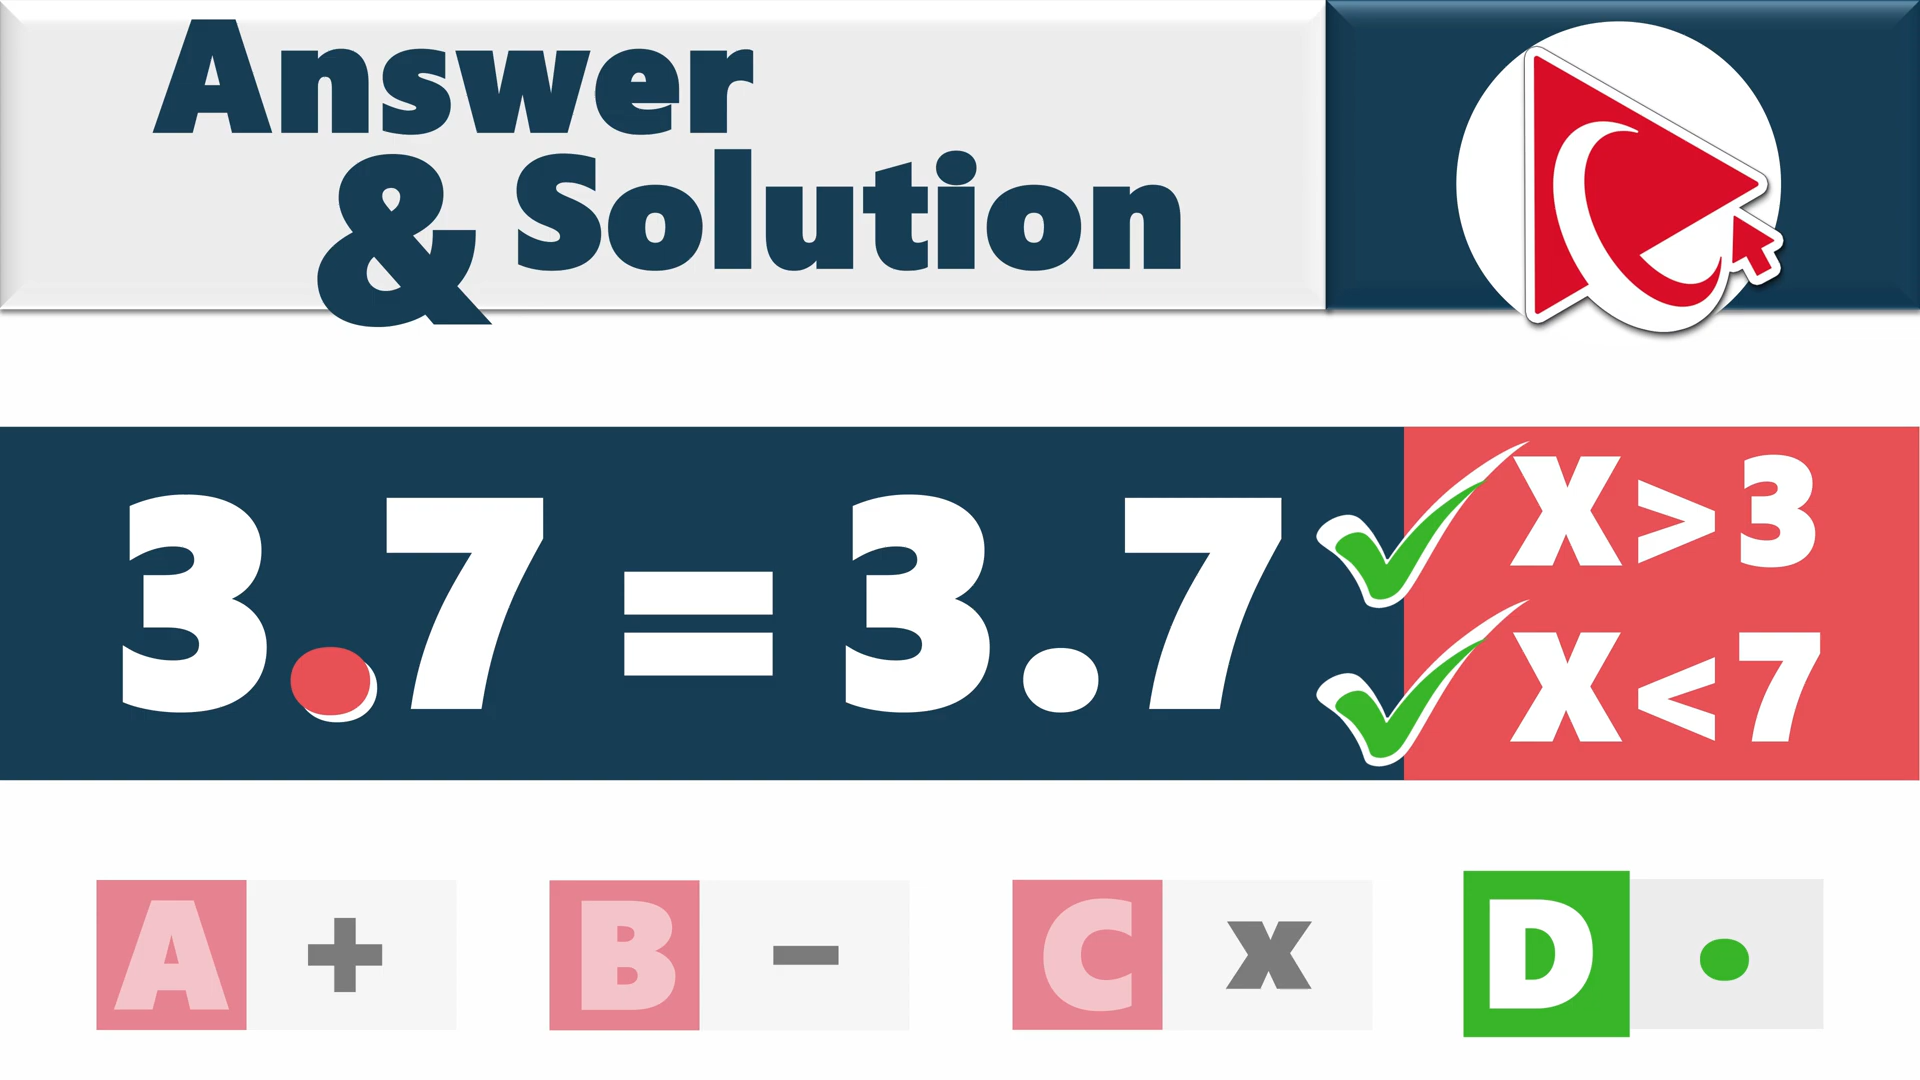 Answer
& Solution
3.7 = 3.7
X > 3
X < 7
A +
B −
C x
D •